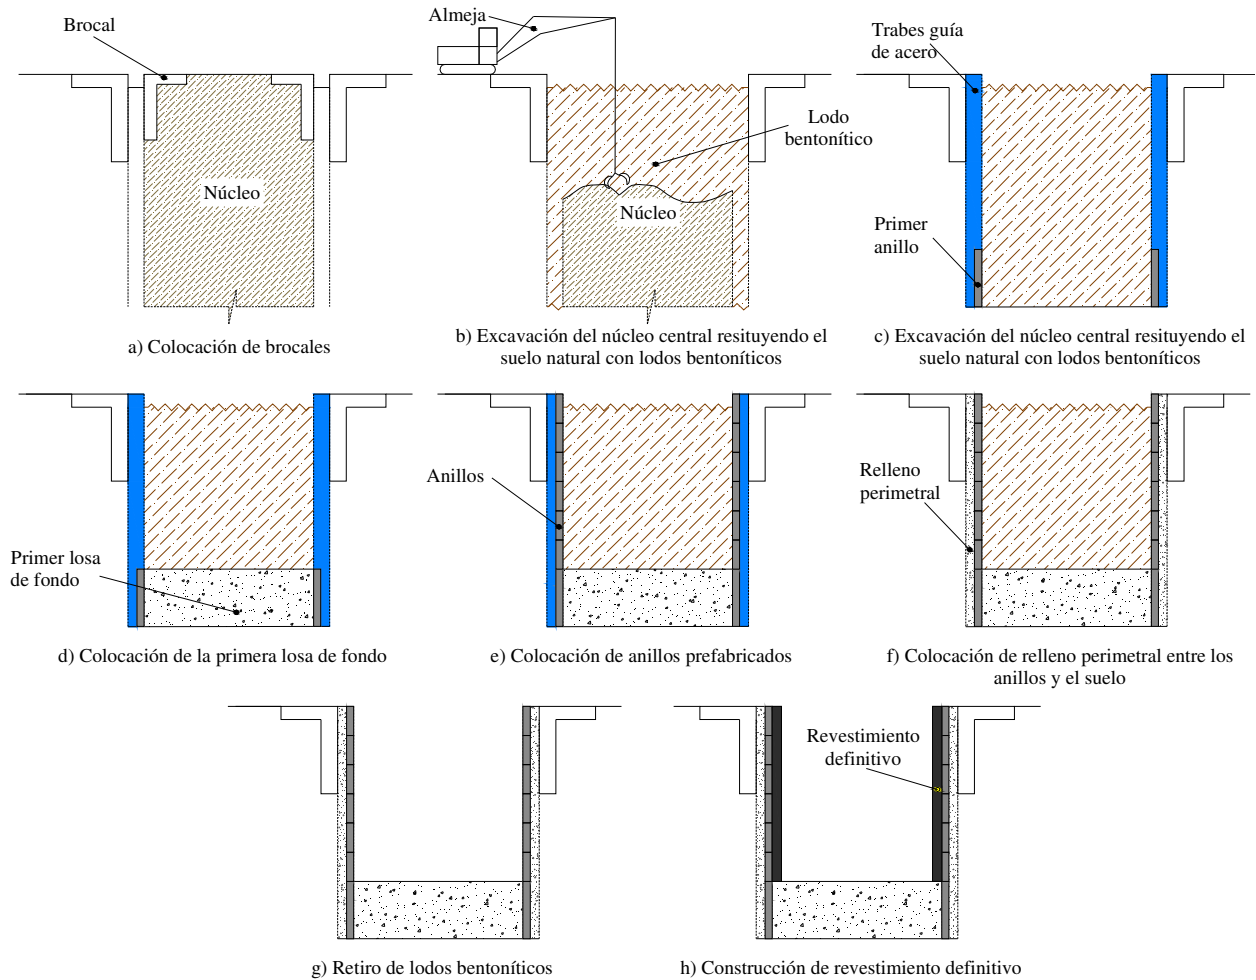 Brocal
Núcleo
a) Colocación de brocales
Almeja
Lodo
bentonítico
Núcleo
b) Excavación del núcleo central resituyendo el
suelo natural con lodos bentoníticos
Trabes guía
de acero
Primer
anillo
c) Excavación del núcleo central resituyendo el
suelo natural con lodos bentoníticos
Primer losa
de fondo
d) Colocación de la primera losa de fondo
Anillos
e) Colocación de anillos prefabricados
Relleno
perimetral
f) Colocación de relleno perimetral entre los
anillos y el suelo
g) Retiro de lodos bentoníticos
Revestimiento
definitivo
h) Construcción de revestimiento definitivo